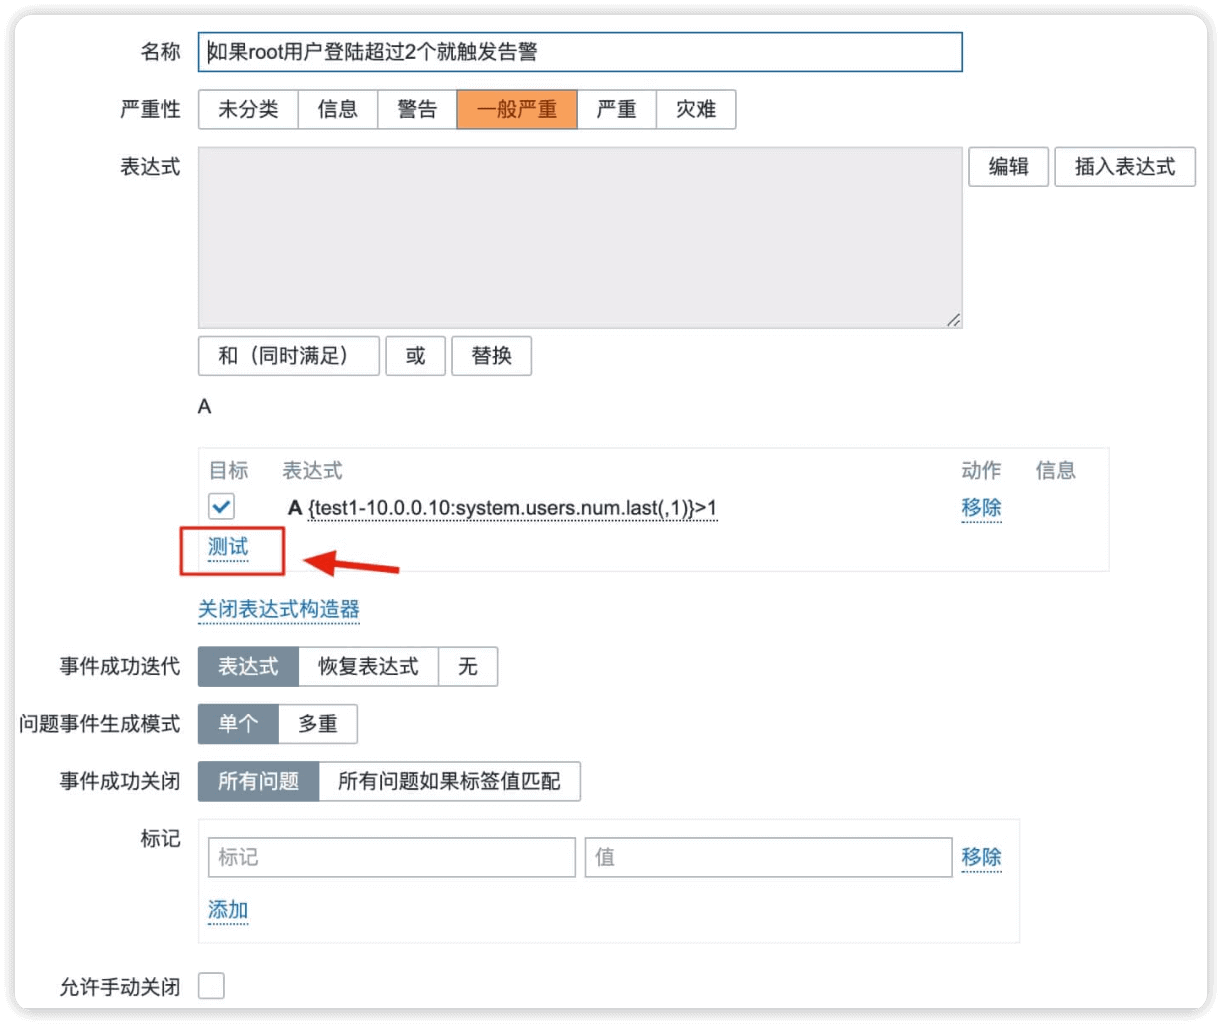 名称 如果root用户登陆超过2个就触发告警
严重性 未分类 信息 警告 一般严重 严重 灾难
表达式 编辑 插入表达式
和（同时满足） 或 替换
A
目标 表达式 动作 信息
A {test1-10.0.0.10:system.users.num.last(,1)}>1 移除
测试
关闭表达式构造器
事件成功迭代 表达式 恢复表达式 无
问题事件生成模式 单个 多重
事件成功关闭 所有问题 所有问题如果标签值匹配
标记 标记 值 移除
添加
允许手动关闭